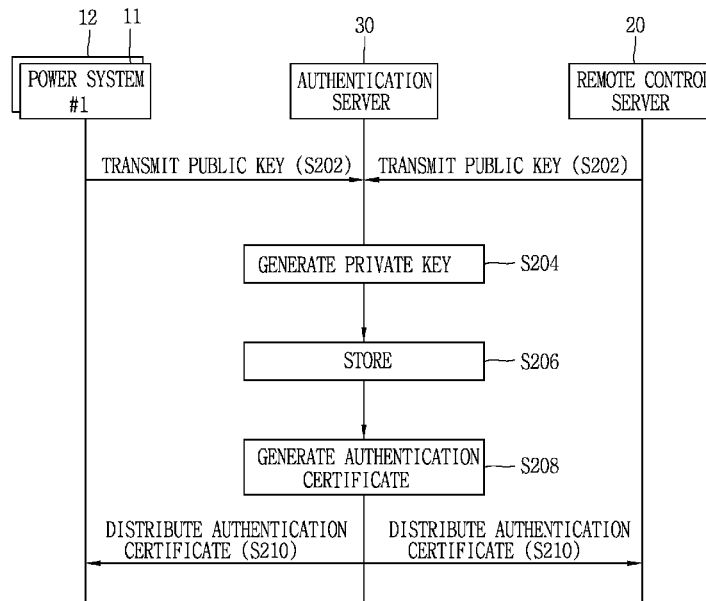 12
11
30
20
POWER SYSTEM
#1
AUTHENTICATION
SERVER
REMOTE CONTROL
SERVER
TRANSMIT PUBLIC KEY (S202)
TRANSMIT PUBLIC KEY (S202)
GENERATE PRIVATE KEY
S204
STORE
S206
GENERATE AUTHENTICATION
CERTIFICATE
S208
DISTRIBUTE AUTHENTICATION
CERTIFICATE (S210)
DISTRIBUTE AUTHENTICATION
CERTIFICATE (S210)